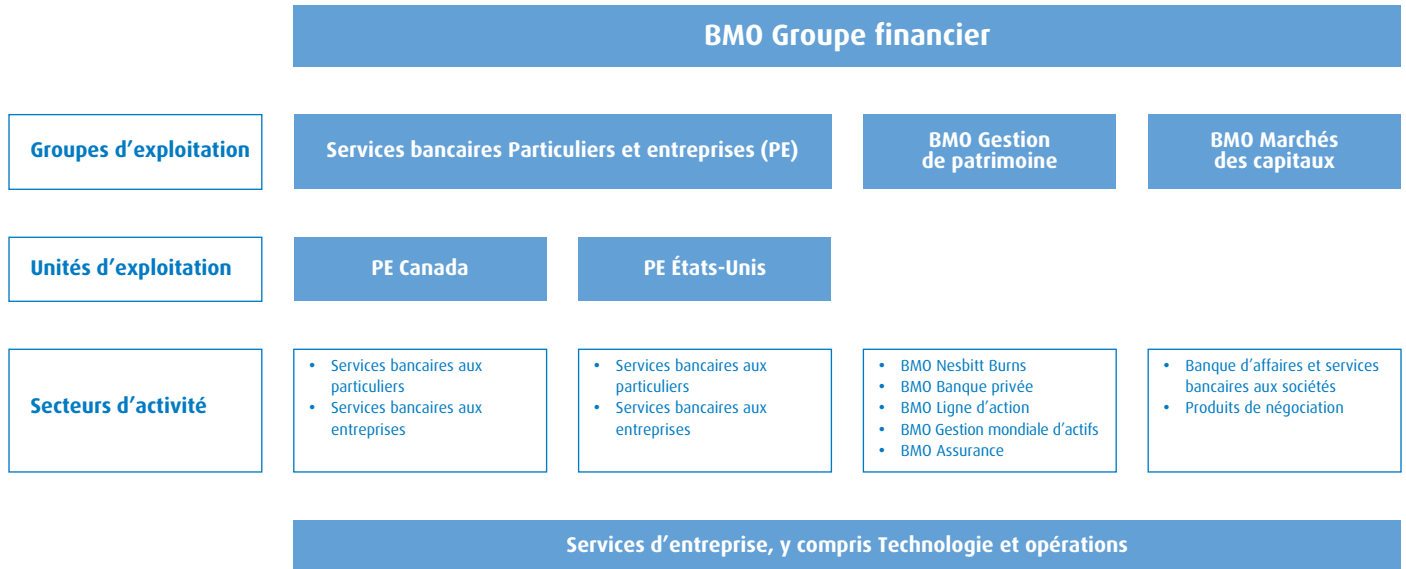 BMO Groupe financier
Groupes d’exploitation
Services bancaires Particuliers et entreprises (PE)
BMO Gestion
de patrimoine
BMO Marchés
des capitaux
Unités d’exploitation
PE Canada
PE États-Unis
Secteurs d’activité
• Services bancaires aux
particuliers
• Services bancaires aux
entreprises
• Services bancaires aux
particuliers
• Services bancaires aux
entreprises
• BMO Nesbitt Burns
• BMO Banque privée
• BMO Ligne d’action
• BMO Gestion mondiale d’actifs
• BMO Assurance
• Banque d’affaires et services
bancaires aux sociétés
• Produits de négociation
Services d’entreprise, y compris Technologie et opérations